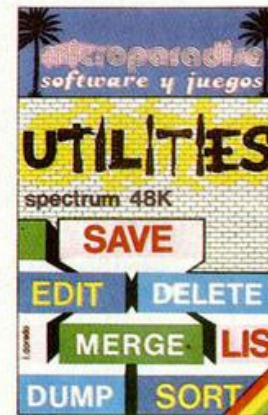 microparadise
software y juegos
UTILITIES
spectrum 48K
SAVE
EDIT DELETE
MERGE LIS
DUMP SORT